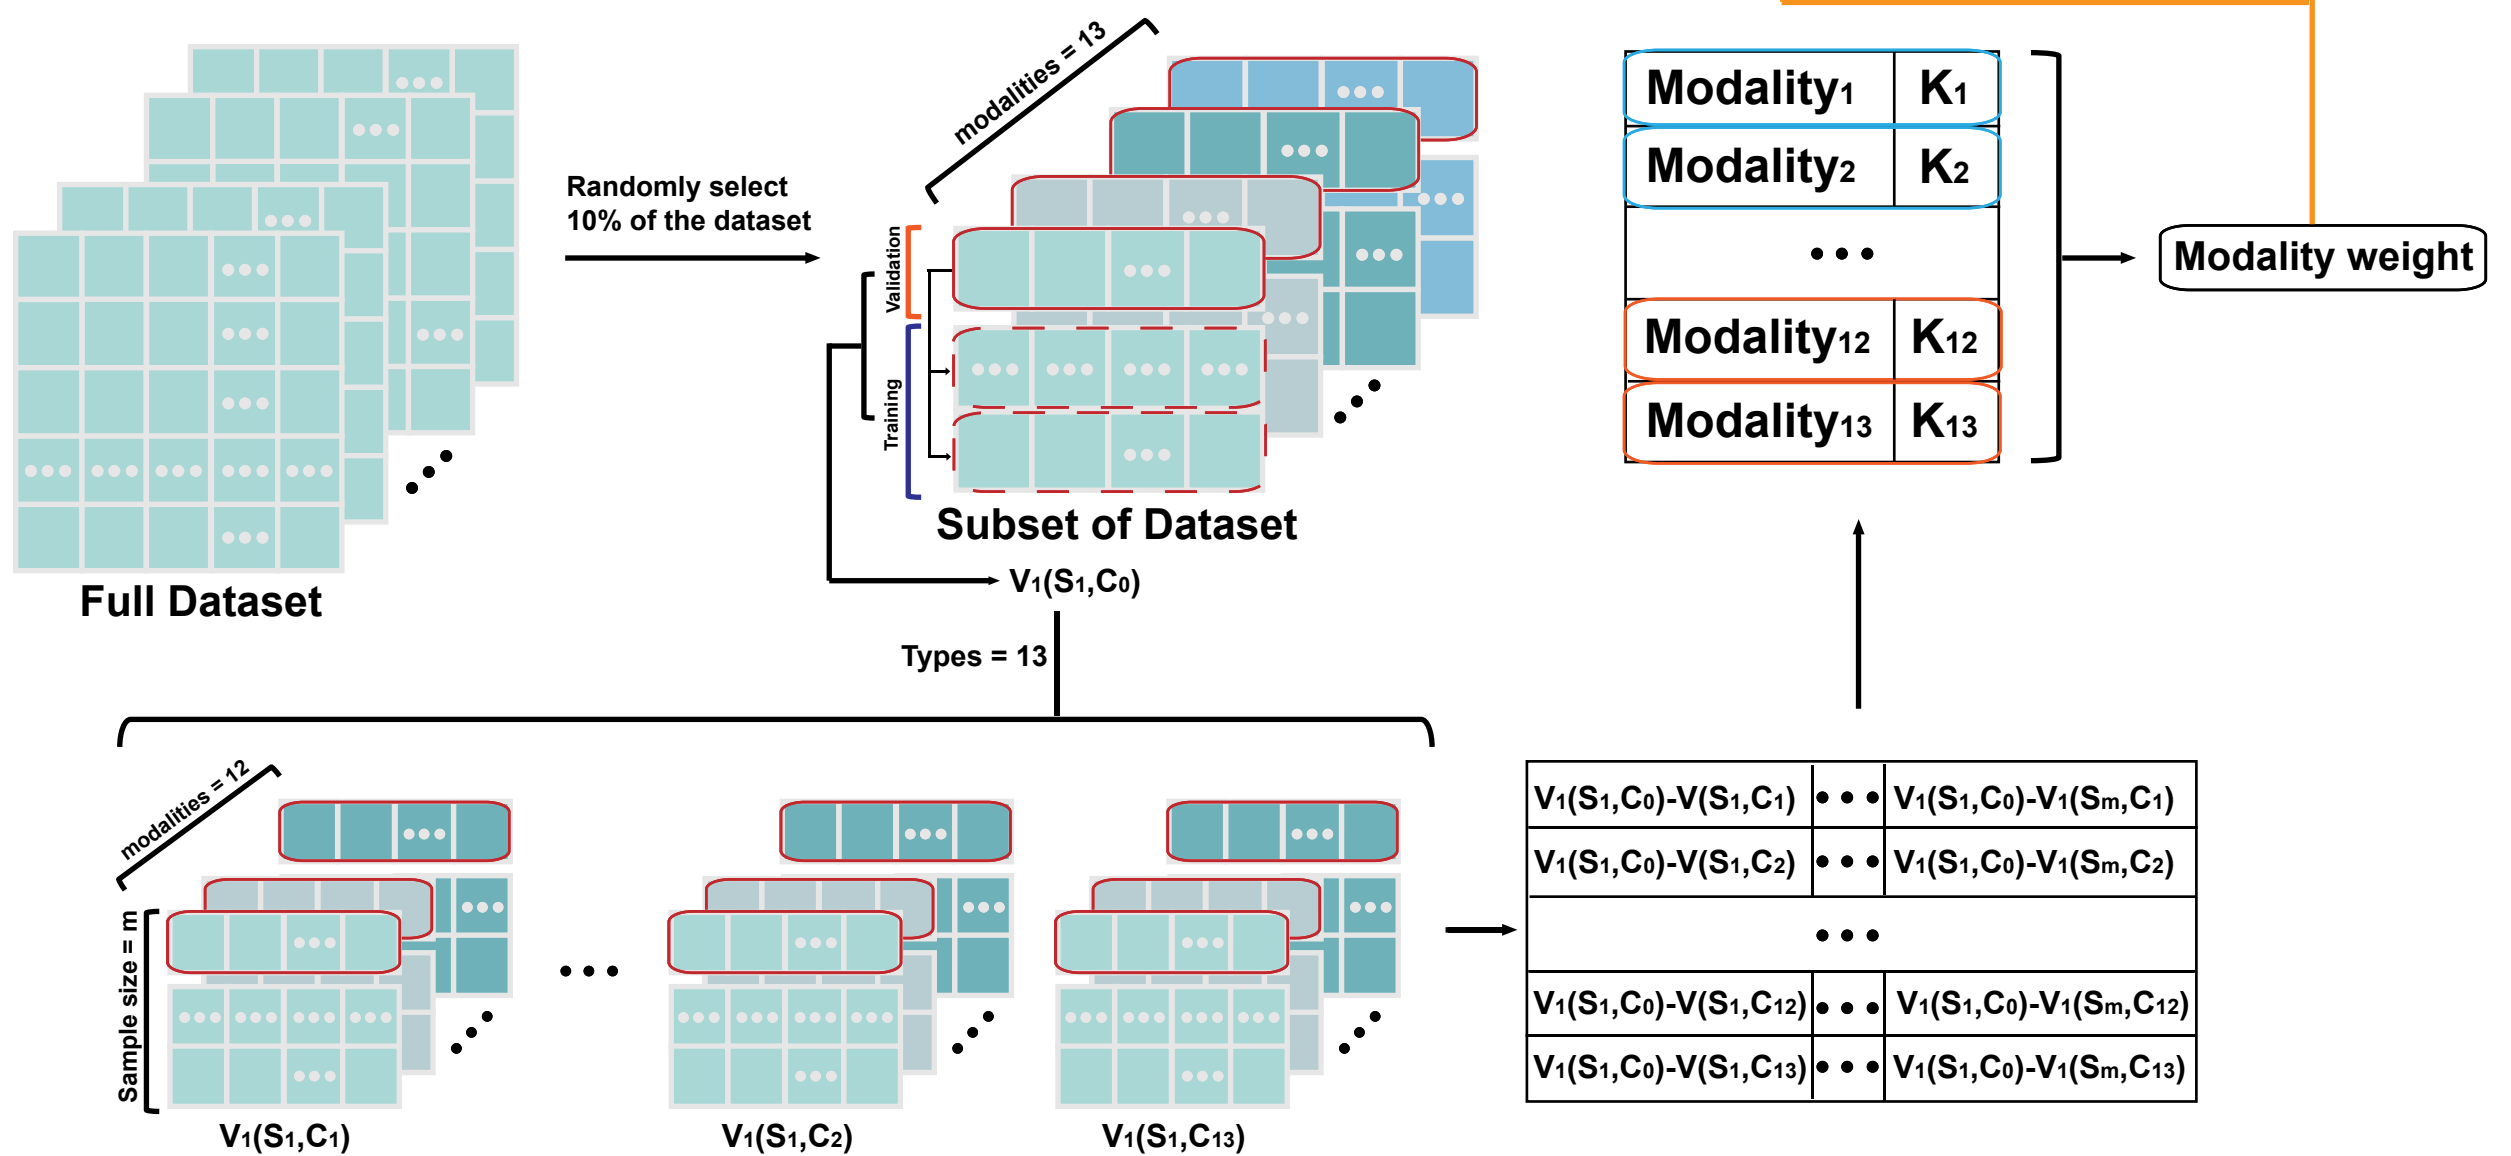 modalities = 13
Randomly select
10% of the dataset
Validation
Training
Full Dataset
Subset of Dataset
V1(S1,C0)
Types = 13
Modality1 K1
Modality2 K2
Modality12 K12
Modality13 K13
Modality weight
modalities = 12
Sample size = m
V1(S1,C1)
V1(S1,C2)
V1(S1,C13)
V1(S1,C0)-V(S1,C1) ••• V1(S1,C0)-V1(Sm,C1)
V1(S1,C0)-V(S1,C2) ••• V1(S1,C0)-V1(Sm,C2)
•••
V1(S1,C0)-V(S1,C12) ••• V1(S1,C0)-V1(Sm,C12)
V1(S1,C0)-V(S1,C13) ••• V1(S1,C0)-V1(Sm,C13)